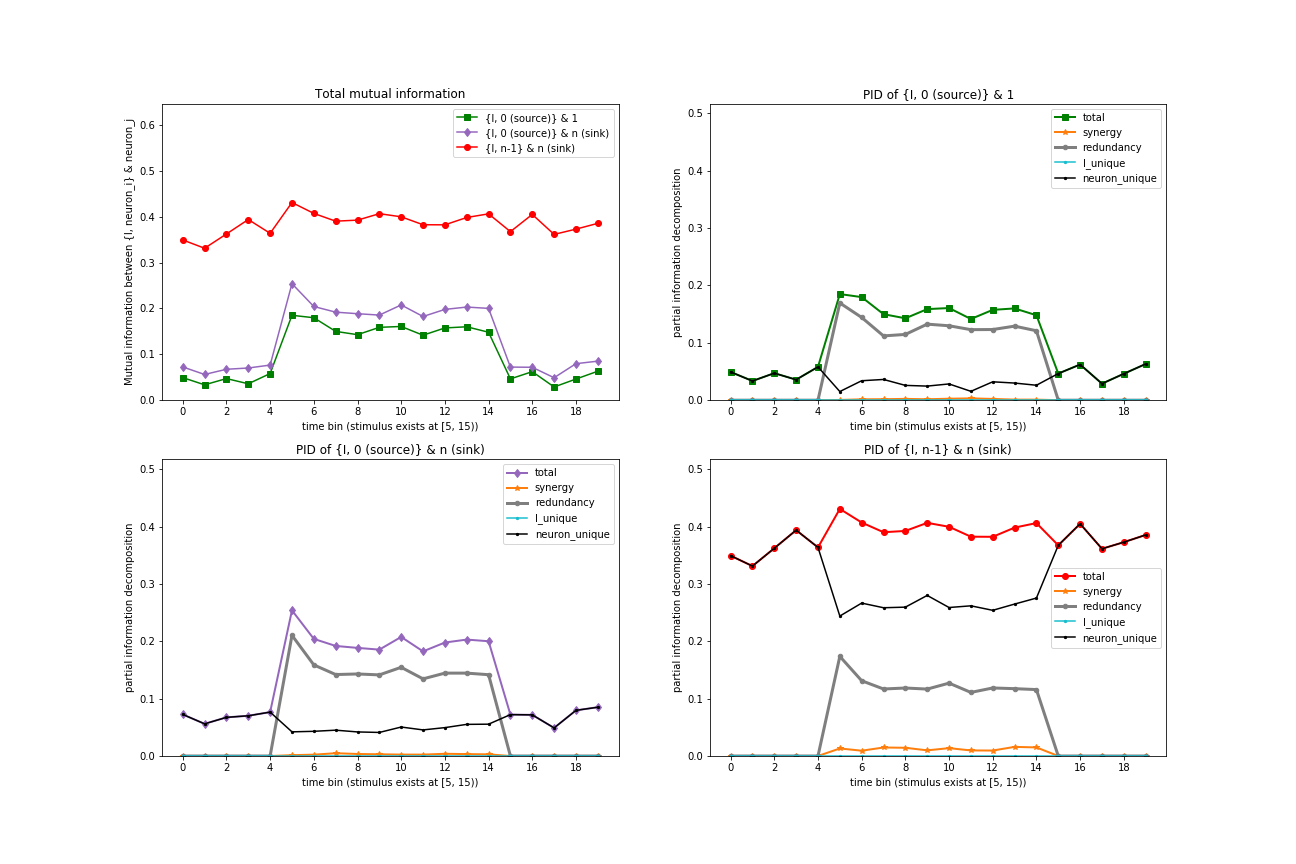 Total mutual information
Mutual information between {I, neuron_i} & neuron_j
0.6
0.5
0.4
0.3
0.2
0.1
0.0
{I, 0 (source)} & 1
{I, 0 (source)} & n (sink)
{I, n-1} & n (sink)
0 2 4 6 8 10 12 14 16 18
time bin (stimulus exists at [5, 15))
PID of {I, 0 (source)} & 1
partial information decomposition
0.5
0.4
0.3
0.2
0.1
0.0
total
synergy
redundancy
I_unique
neuron_unique
0 2 4 6 8 10 12 14 16 18
time bin (stimulus exists at [5, 15))
PID of {I, 0 (source)} & n (sink)
partial information decomposition
0.5
0.4
0.3
0.2
0.1
0.0
total
synergy
redundancy
I_unique
neuron_unique
0 2 4 6 8 10 12 14 16 18
time bin (stimulus exists at [5, 15))
PID of {I, n-1} & n (sink)
partial information decomposition
0.5
0.4
0.3
0.2
0.1
0.0
total
synergy
redundancy
I_unique
neuron_unique
0 2 4 6 8 10 12 14 16 18
time bin (stimulus exists at [5, 15))